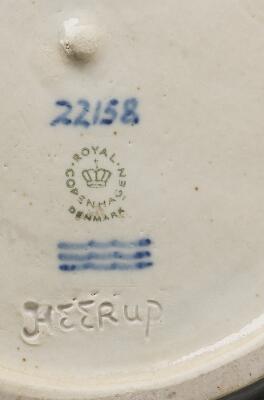 22158
ROYAL
COPENHAGEN
DENMARK
HEERUP